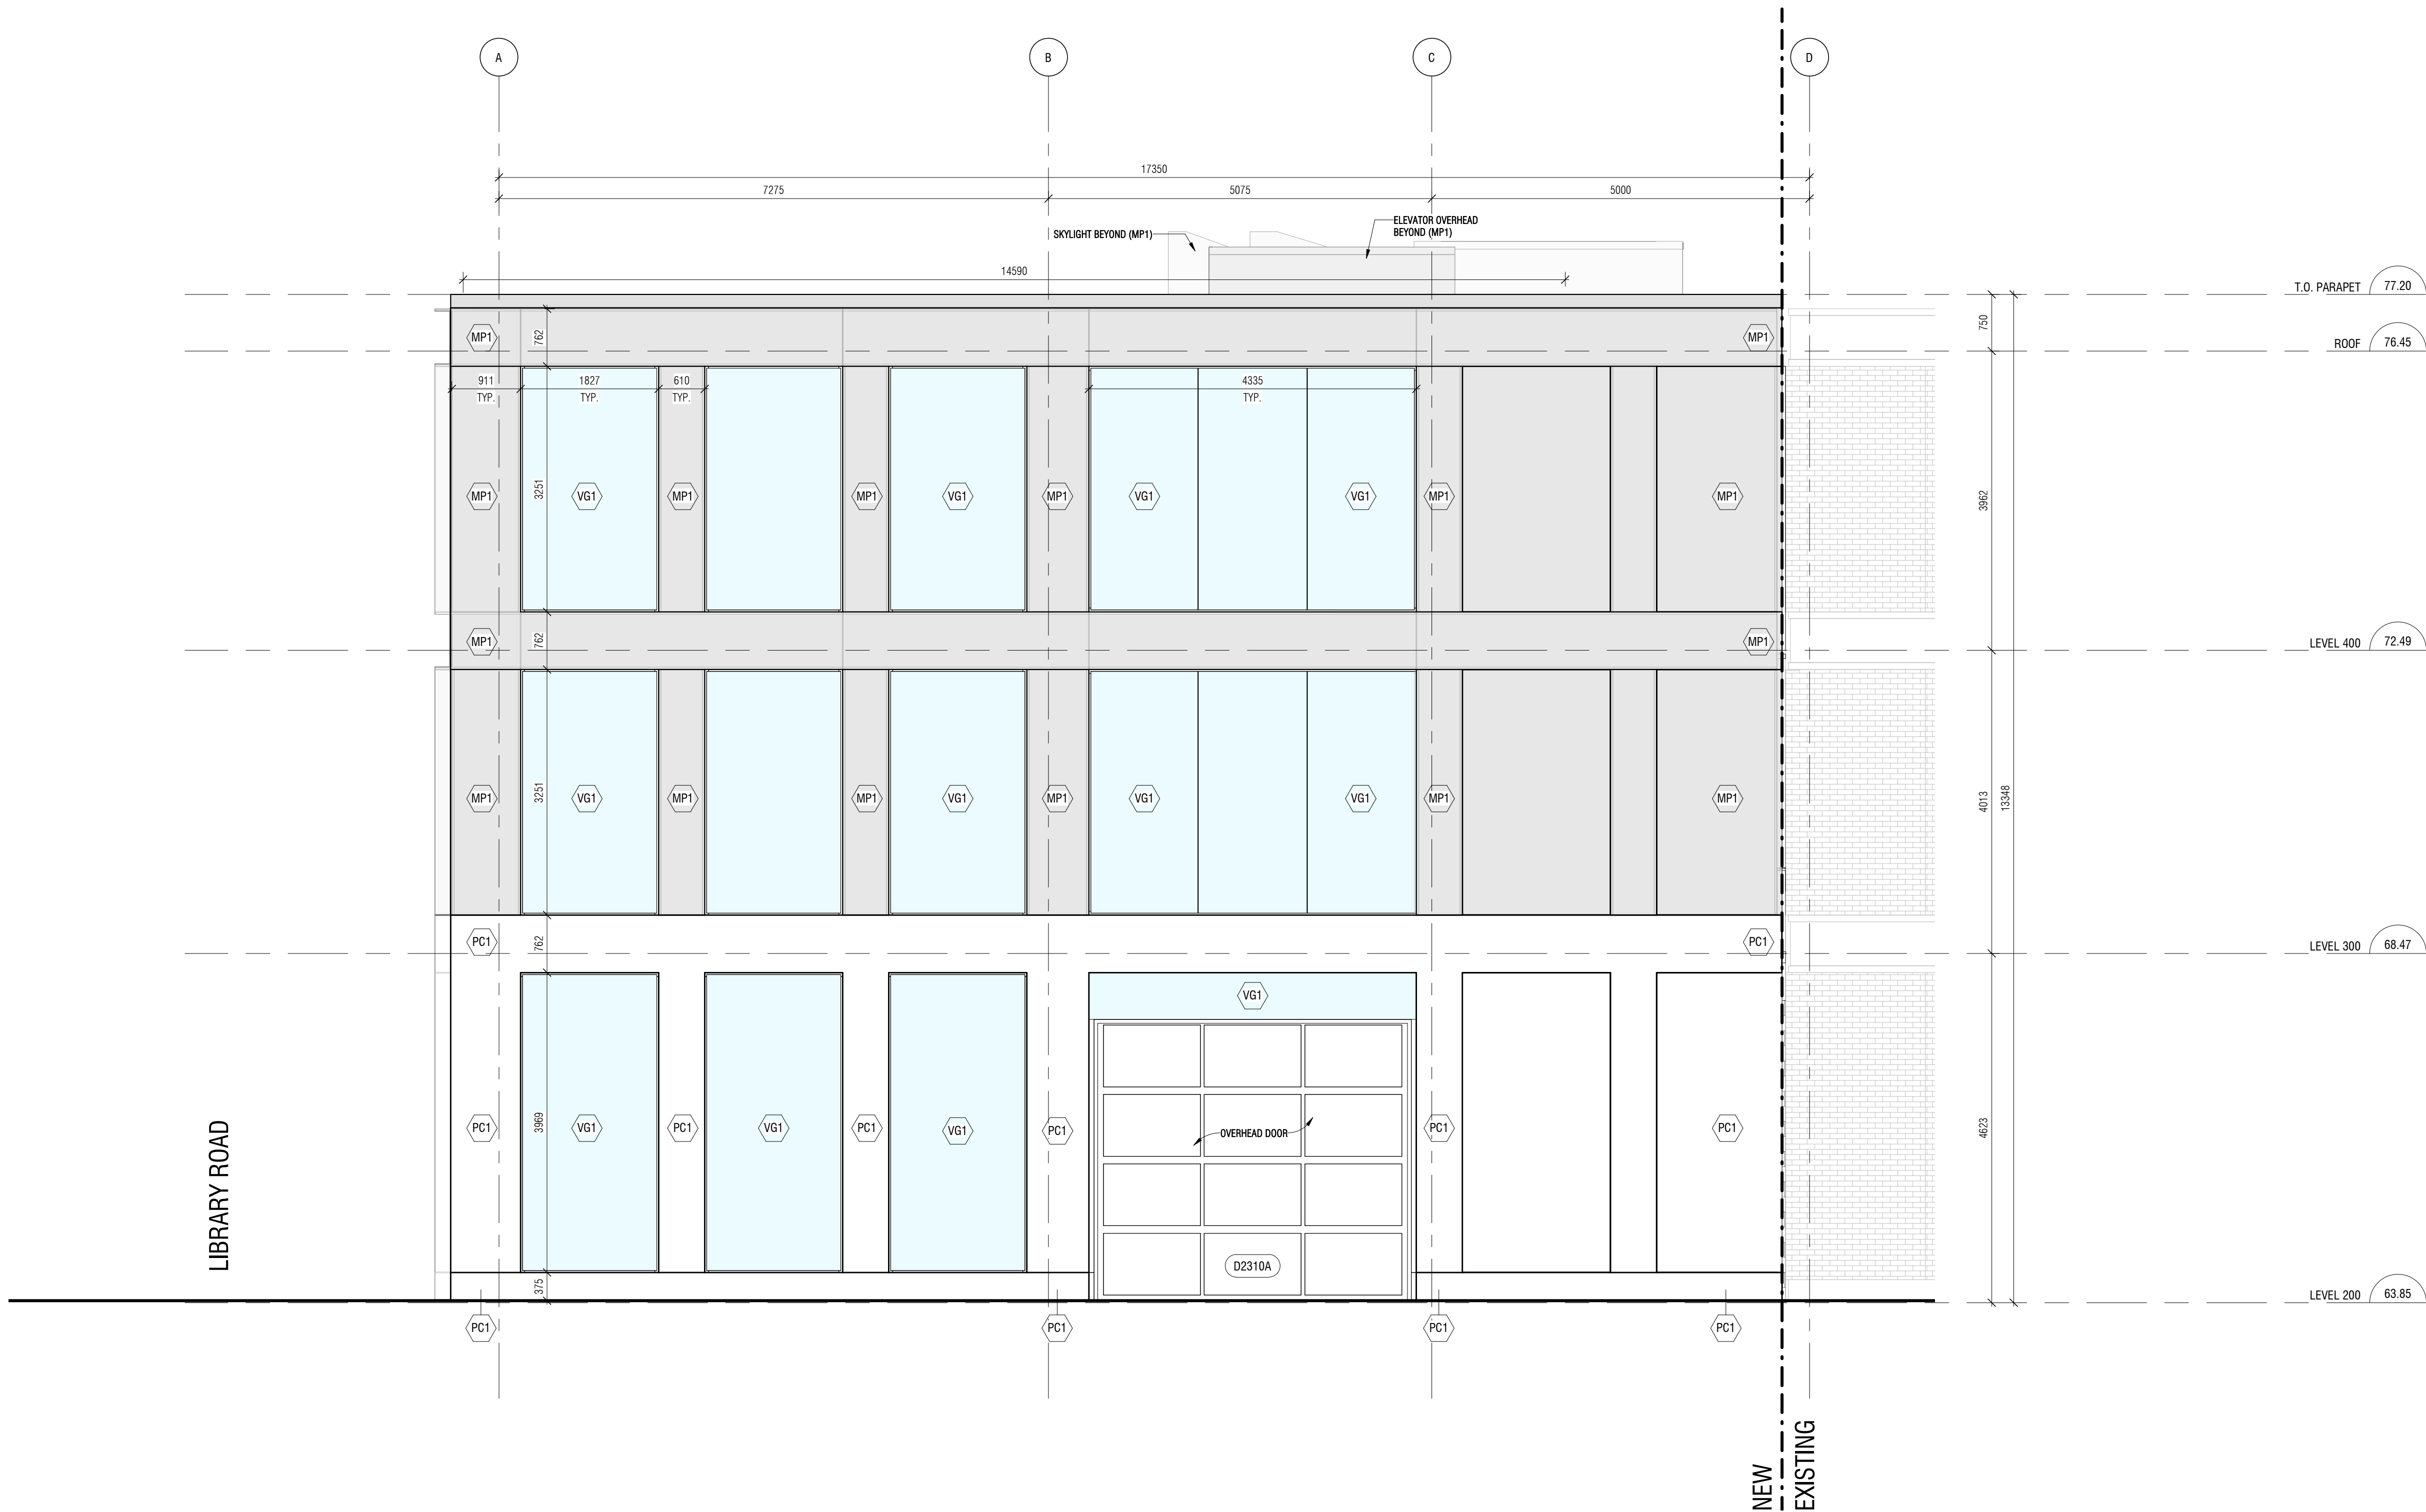 A
B
C
D
17350
7275
5075
5000
SKYLIGHT BEYOND (MP1)
ELEVATOR OVERHEAD
BEYOND (MP1)
14590
T.O. PARAPET
77.20
MP1
762
MP1
750
ROOF
76.45
911
TYP.
1827
TYP.
610
TYP.
4335
TYP.
MP1
3251
VG1
MP1
MP1
VG1
MP1
VG1
VG1
MP1
MP1
3962
MP1
762
MP1
LEVEL 400
72.49
MP1
3251
VG1
MP1
MP1
VG1
MP1
VG1
VG1
MP1
MP1
4013
13348
PC1
762
PC1
LEVEL 300
68.47
VG1
PC1
3969
VG1
PC1
VG1
PC1
VG1
PC1
OVERHEAD DOOR
PC1
PC1
4623
LIBRARY ROAD
D2310A
375
LEVEL 200
63.85
PC1
PC1
PC1
PC1
NEW
EXISTING